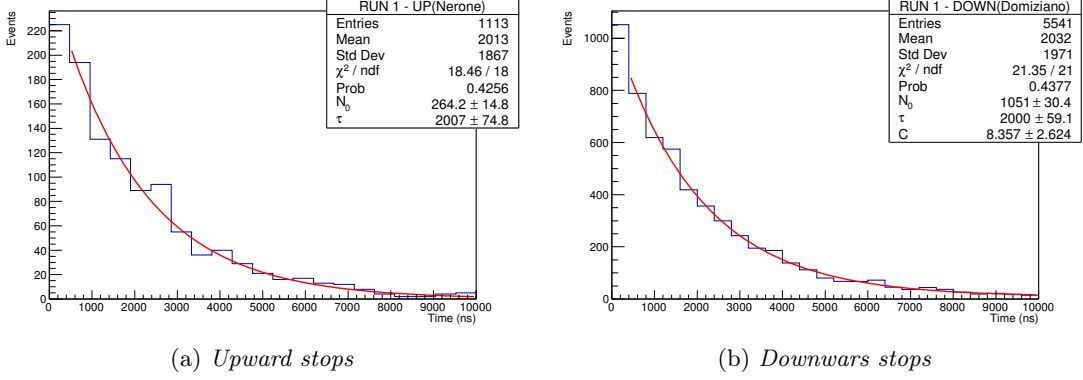 RUN 1 - UP(Nerone)
Entries 1113
Mean 2013
Std Dev 1867
χ² / ndf 18.46 / 18
Prob 0.4256
N₀ 264.2 ± 14.8
τ 2007 ± 74.8
Events
220
200
180
160
140
120
100
80
60
40
20
0
0 1000 2000 3000 4000 5000 6000 7000 8000 9000 10000
Time (ns)
(a) Upward stops
RUN 1 - DOWN(Domiziano)
Entries 5541
Mean 2032
Std Dev 1971
χ² / ndf 21.35 / 21
Prob 0.4377
N₀ 1051 ± 30.4
τ 2000 ± 59.1
C 8.357 ± 2.624
Events
1000
800
600
400
200
0
0 1000 2000 3000 4000 5000 6000 7000 8000 9000 10000
Time (ns)
(b) Downwars stops